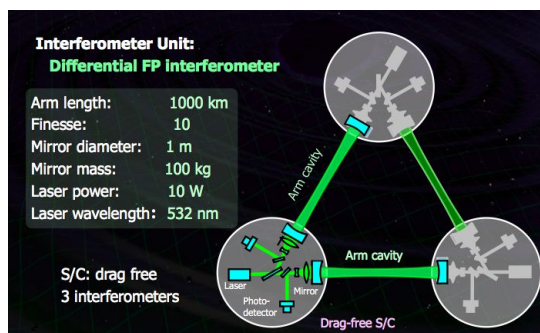 Interferometer Unit:
Differential FP interferometer
Arm length: 1000 km
Finesse: 10
Mirror diameter: 1 m
Mirror mass: 100 kg
Laser power: 10 W
Laser wavelength: 532 nm
S/C: drag free
3 interferometers
Arm cavity
Arm cavity
Laser
Photo-
detector
Mirror
Drag-free S/C